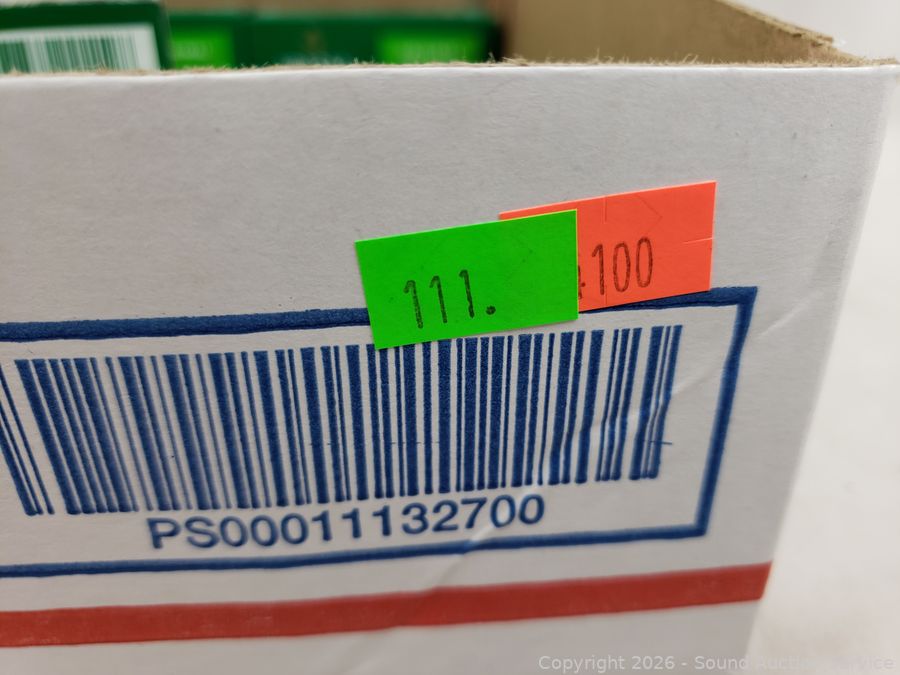 111.
100
PS00011132700
Copyright 2026 - Sound Auction Service